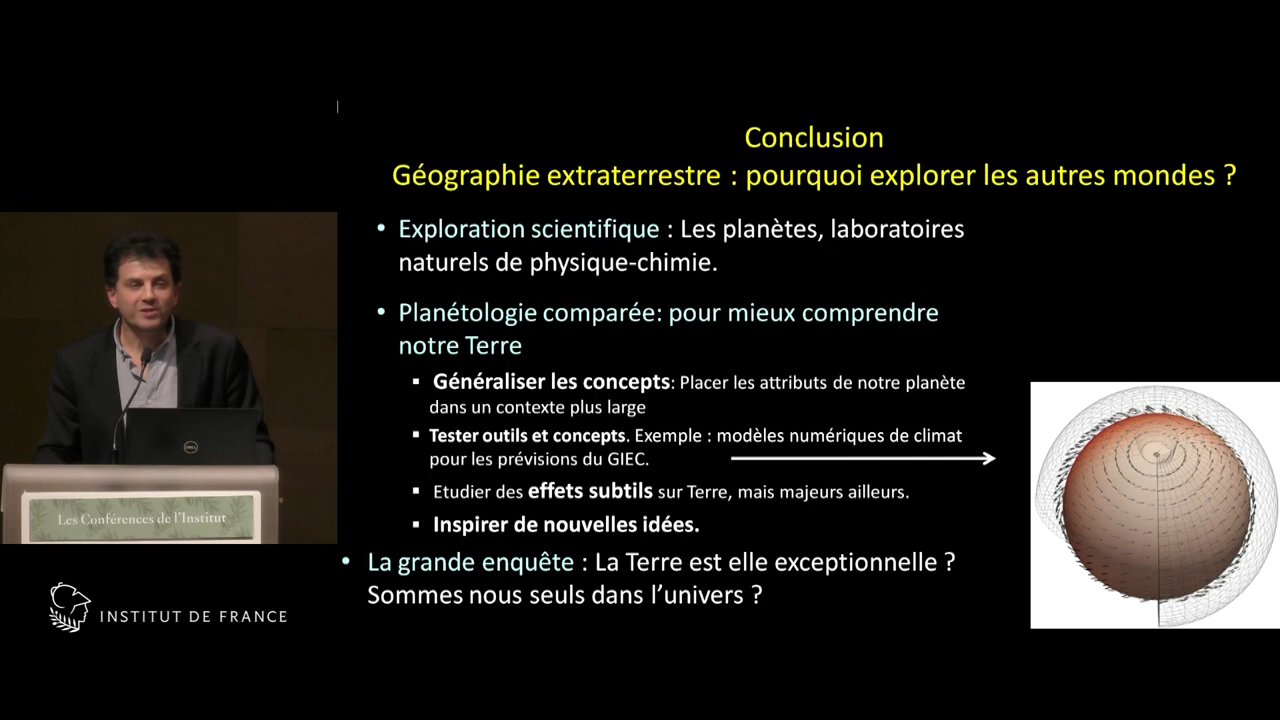 Conclusion
Géographie extraterrestre : pourquoi explorer les autres mondes ?
• Exploration scientifique : Les planètes, laboratoires
naturels de physique-chimie.
• Planétologie comparée: pour mieux comprendre
notre Terre
▪ Généraliser les concepts: Placer les attributs de notre planète
dans un contexte plus large
▪ Tester outils et concepts. Exemple : modèles numériques de climat
pour les prévisions du GIEC.
▪ Etudier des effets subtils sur Terre, mais majeurs ailleurs.
▪ Inspirer de nouvelles idées.
• La grande enquête : La Terre est elle exceptionnelle ?
Sommes nous seuls dans l’univers ?
DELL
Les Conférences de l'Institut
INSTITUT DE FRANCE